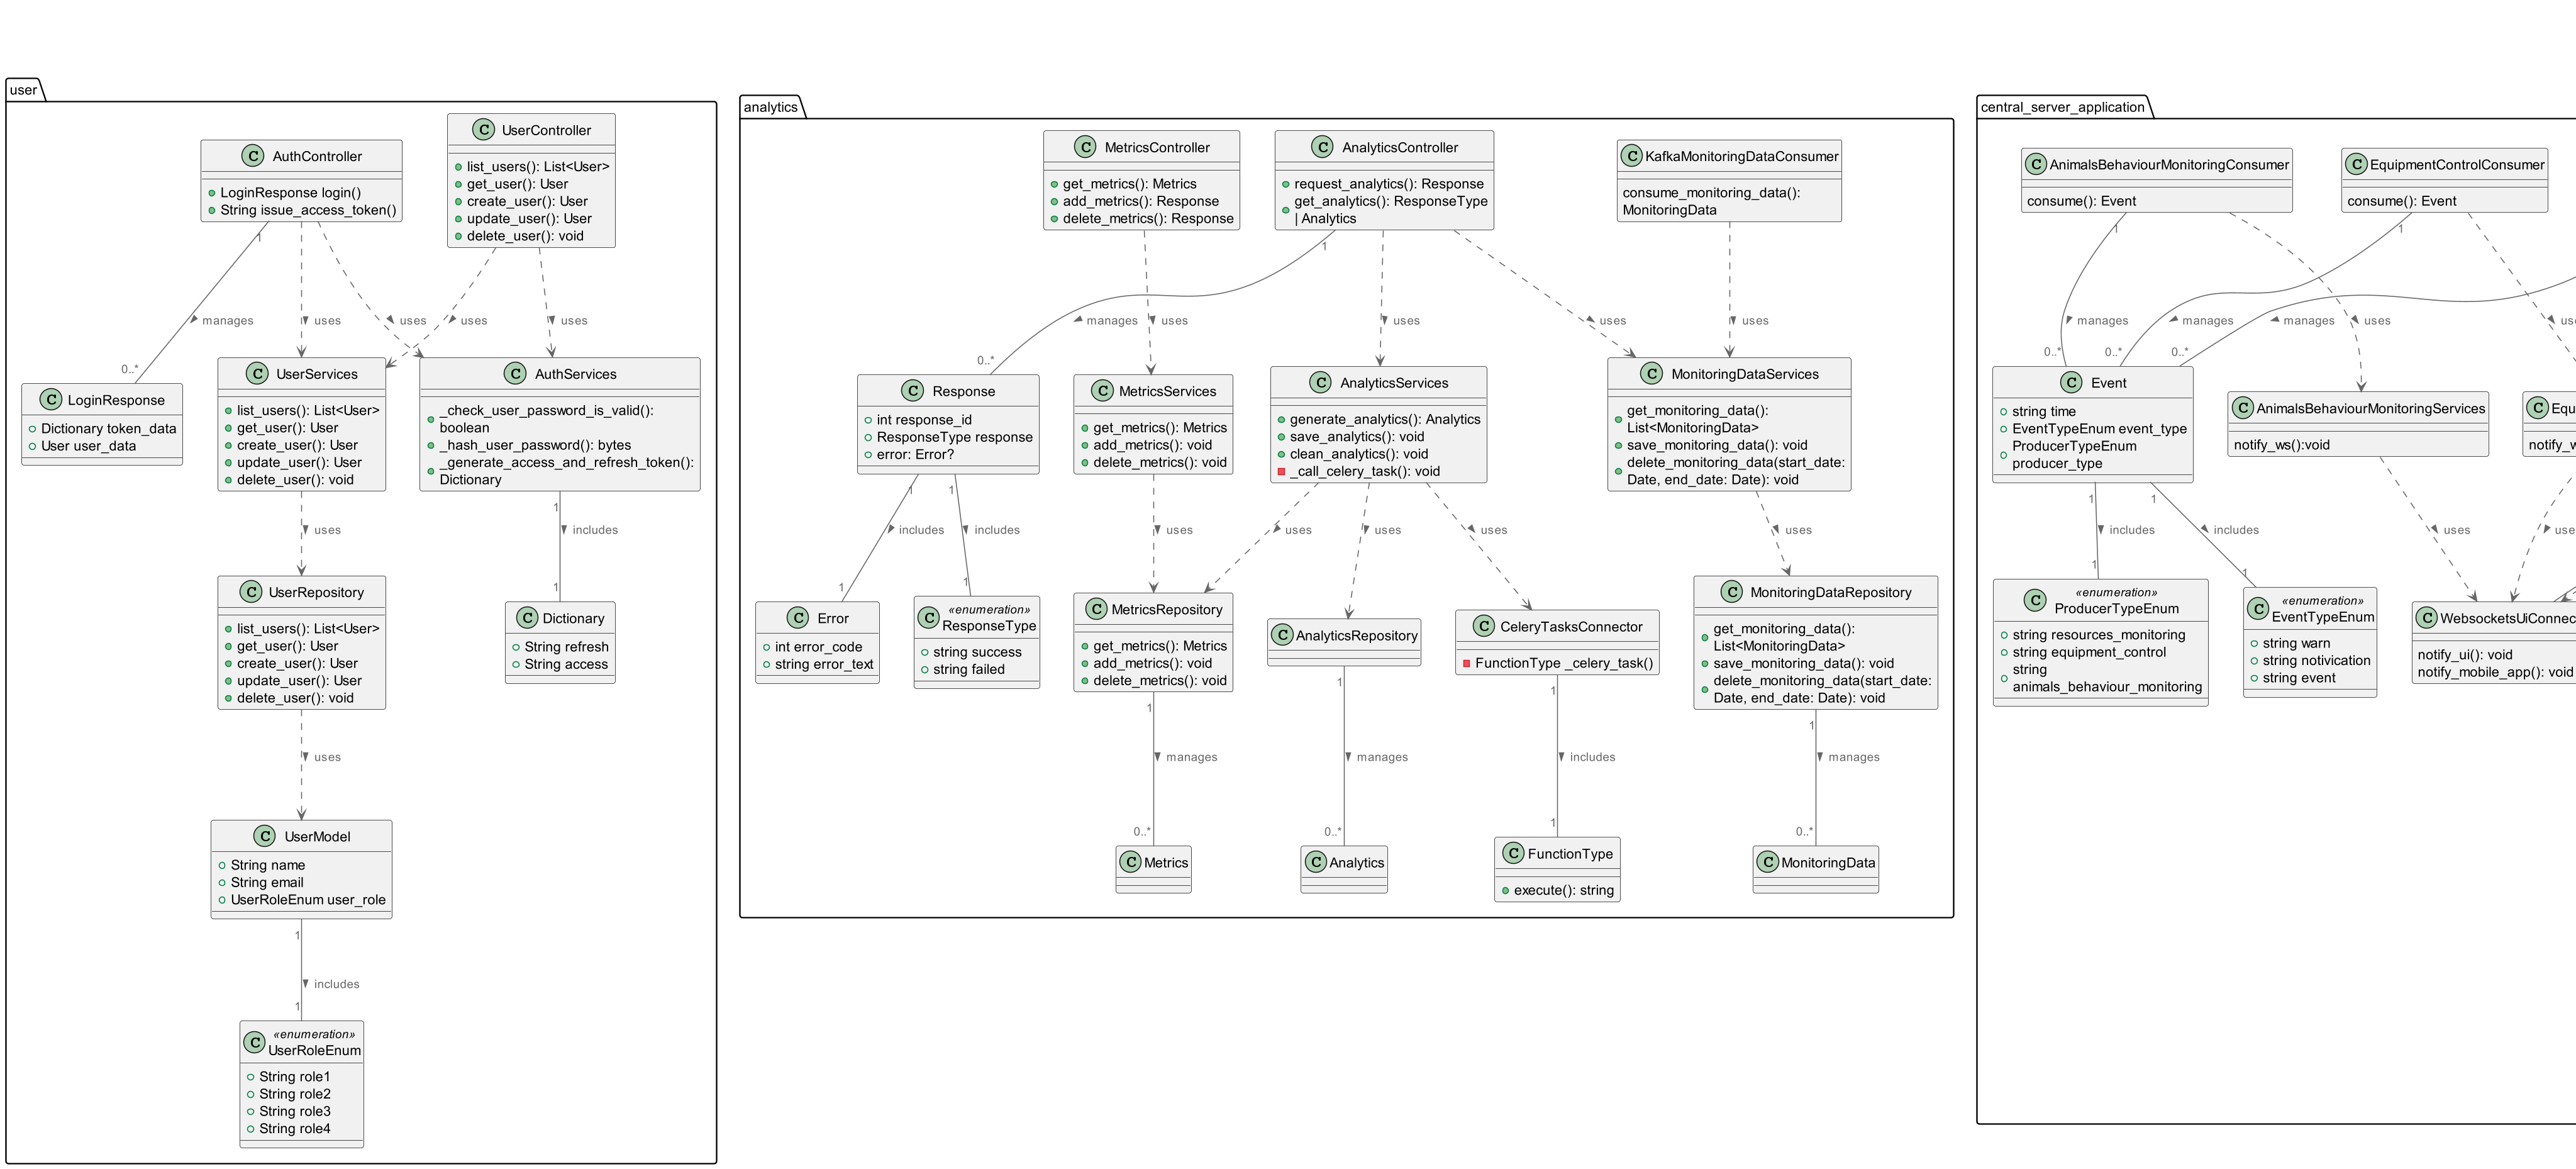 user
C AuthController
LoginResponse login()
String issue_access_token()
C UserController
list_users(): List<User>
get_user(): User
create_user(): User
update_user(): User
delete_user(): void
1
manages
uses
uses
uses
uses
0..*
C LoginResponse
Dictionary token_data
User user_data
C UserServices
list_users(): List<User>
get_user(): User
create_user(): User
update_user(): User
delete_user(): void
C AuthServices
_check_user_password_is_valid():
boolean
_hash_user_password(): bytes
_generate_access_and_refresh_token():
Dictionary
uses
1
includes
1
C UserRepository
list_users(): List<User>
get_user(): User
create_user(): User
update_user(): User
delete_user(): void
C Dictionary
String refresh
String access
uses
C UserModel
String name
String email
UserRoleEnum user_role
1
includes
1
C «enumeration»
UserRoleEnum
String role1
String role2
String role3
String role4
analytics
C MetricsController
get_metrics(): Metrics
add_metrics(): Response
delete_metrics(): Response
C AnalyticsController
request_analytics(): Response
get_analytics(): ResponseType
| Analytics
C KafkaMonitoringDataConsumer
consume_monitoring_data():
MonitoringData
1
manages
uses
uses
uses
uses
0..*
C Response
int response_id
ResponseType response
error: Error?
C MetricsServices
get_metrics(): Metrics
add_metrics(): void
delete_metrics(): void
C AnalyticsServices
generate_analytics(): Analytics
save_analytics(): void
clean_analytics(): void
_call_celery_task(): void
C MonitoringDataServices
get_monitoring_data():
List<MonitoringData>
save_monitoring_data(): void
delete_monitoring_data(start_date:
Date, end_date: Date): void
1
1
includes
includes
uses
uses
uses
uses
uses
1
1
C Error
int error_code
string error_text
C «enumeration»
ResponseType
string success
string failed
C MetricsRepository
get_metrics(): Metrics
add_metrics(): void
delete_metrics(): void
C AnalyticsRepository
C CeleryTasksConnector
FunctionType _celery_task()
C MonitoringDataRepository
get_monitoring_data():
List<MonitoringData>
save_monitoring_data(): void
delete_monitoring_data(start_date:
Date, end_date: Date): void
1
1
1
1
manages
manages
includes
manages
0..*
0..*
1
0..*
C Metrics
C Analytics
C FunctionType
execute(): string
C MonitoringData
central_server_application
C AnimalsBehaviourMonitoringConsumer
consume(): Event
C EquipmentControlConsumer
consume(): Event
1
1
manages
manages
manages
uses
0..*
0..*
0..*
C Event
string time
EventTypeEnum event_type
ProducerTypeEnum
producer_type
C AnimalsBehaviourMonitoringServices
notify_ws():void
C Equ
notify_w
1
1
includes
includes
uses
1
1
C «enumeration»
ProducerTypeEnum
string resources_monitoring
string equipment_control
string
animals_behaviour_monitoring
C «enumeration»
EventTypeEnum
string warn
string notivication
string event
C WebsocketsUiConnec
notify_ui(): void
notify_mobile_app(): void